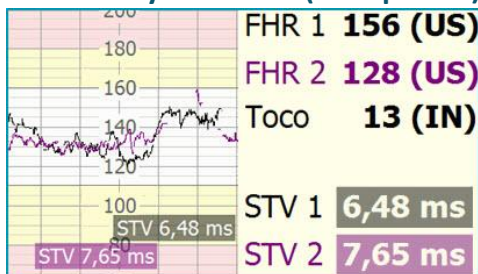 200
180
160
140
120
100
80
STV 6,48 ms
STV 7,65 ms
FHR 1 156 (US)
FHR 2 128 (US)
Toco 13 (IN)
STV 1 6,48 ms
STV 2 7,65 ms